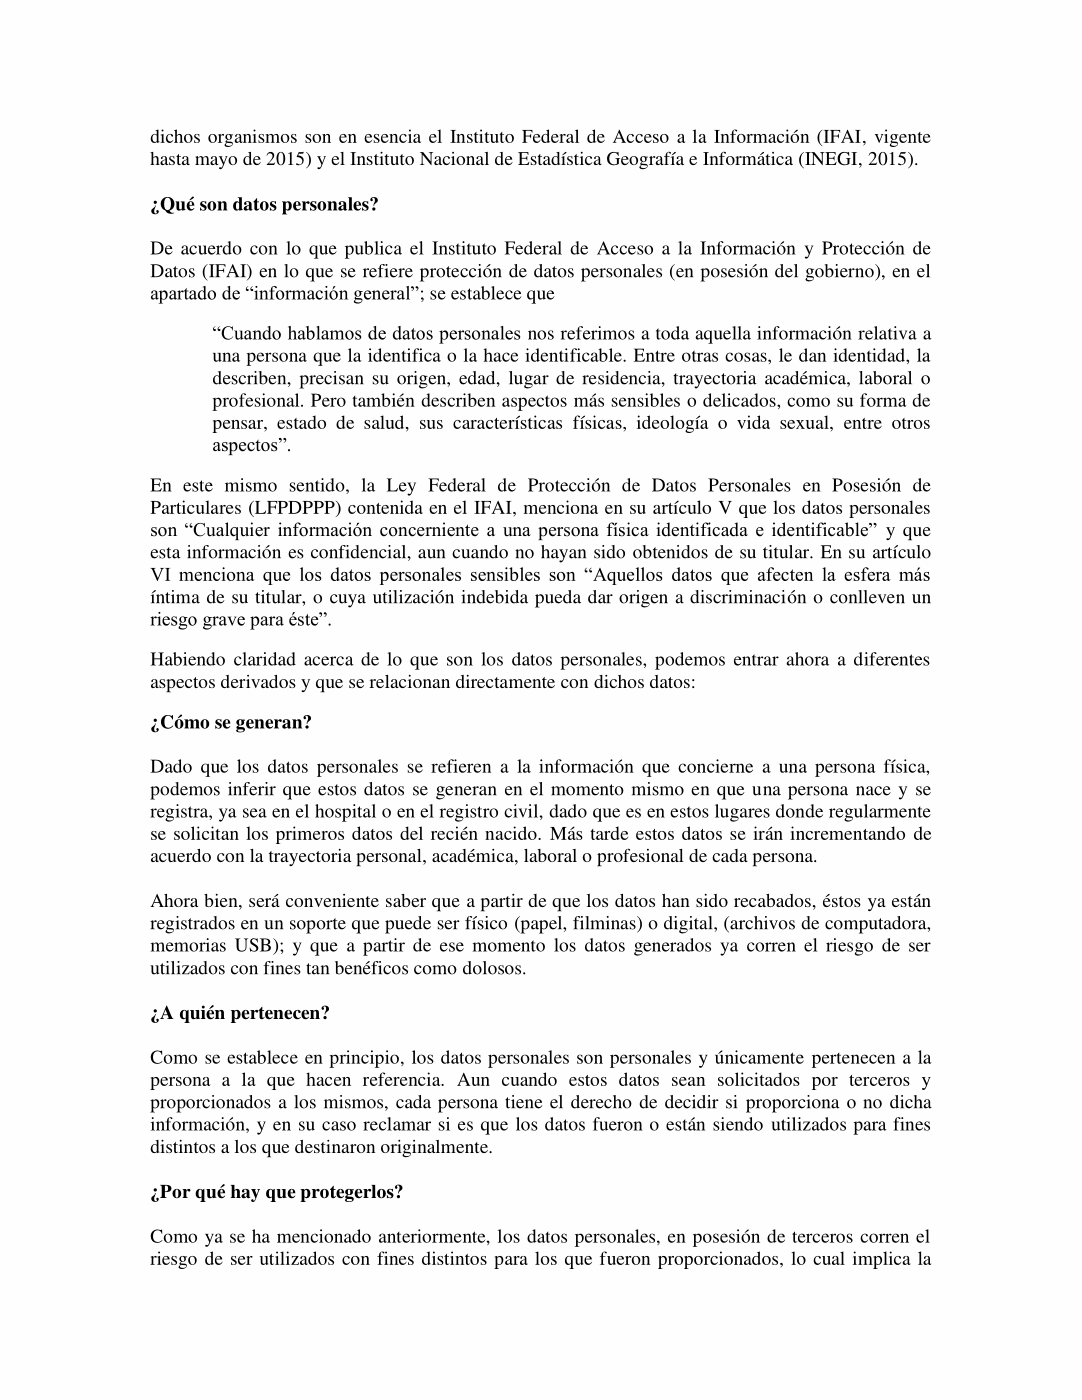 dichos organismos son en esencia el Instituto Federal de Acceso a la Información (IFAI, vigente
hasta mayo de 2015) y el Instituto Nacional de Estadística Geografía e Informática (INEGI, 2015).
¿Qué son datos personales?
De acuerdo con lo que publica el Instituto Federal de Acceso a la Información y Protección de
Datos (IFAI) en lo que se refiere protección de datos personales (en posesión del gobierno), en el
apartado de “información general”; se establece que
“Cuando hablamos de datos personales nos referimos a toda aquella información relativa a
una persona que la identifica o la hace identificable. Entre otras cosas, le dan identidad, la
describen, precisan su origen, edad, lugar de residencia, trayectoria académica, laboral o
profesional. Pero también describen aspectos más sensibles o delicados, como su forma de
pensar, estado de salud, sus características físicas, ideología o vida sexual, entre otros
aspectos”.
En este mismo sentido, la Ley Federal de Protección de Datos Personales en Posesión de
Particulares (LFPDPPP) contenida en el IFAI, menciona en su artículo V que los datos personales
son “Cualquier información concerniente a una persona física identificada e identificable” y que
esta información es confidencial, aun cuando no hayan sido obtenidos de su titular. En su artículo
VI menciona que los datos personales sensibles son “Aquellos datos que afecten la esfera más
íntima de su titular, o cuya utilización indebida pueda dar origen a discriminación o conlleven un
riesgo grave para éste”.
Habiendo claridad acerca de lo que son los datos personales, podemos entrar ahora a diferentes
aspectos derivados y que se relacionan directamente con dichos datos:
¿Cómo se generan?
Dado que los datos personales se refieren a la información que concierne a una persona física,
podemos inferir que estos datos se generan en el momento mismo en que una persona nace y se
registra, ya sea en el hospital o en el registro civil, dado que es en estos lugares donde regularmente
se solicitan los primeros datos del recién nacido. Más tarde estos datos se irán incrementando de
acuerdo con la trayectoria personal, académica, laboral o profesional de cada persona.
Ahora bien, será conveniente saber que a partir de que los datos han sido recabados, éstos ya están
registrados en un soporte que puede ser físico (papel, filminas) o digital, (archivos de computadora,
memorias USB); y que a partir de ese momento los datos generados ya corren el riesgo de ser
utilizados con fines tan benéficos como dolosos.
¿A quién pertenecen?
Como se establece en principio, los datos personales son personales y únicamente pertenecen a la
persona a la que hacen referencia. Aun cuando estos datos sean solicitados por terceros y
proporcionados a los mismos, cada persona tiene el derecho de decidir si proporciona o no dicha
información, y en su caso reclamar si es que los datos fueron o están siendo utilizados para fines
distintos a los que destinaron originalmente.
¿Por qué hay que protegerlos?
Como ya se ha mencionado anteriormente, los datos personales, en posesión de terceros corren el
riesgo de ser utilizados con fines distintos para los que fueron proporcionados, lo cual implica la